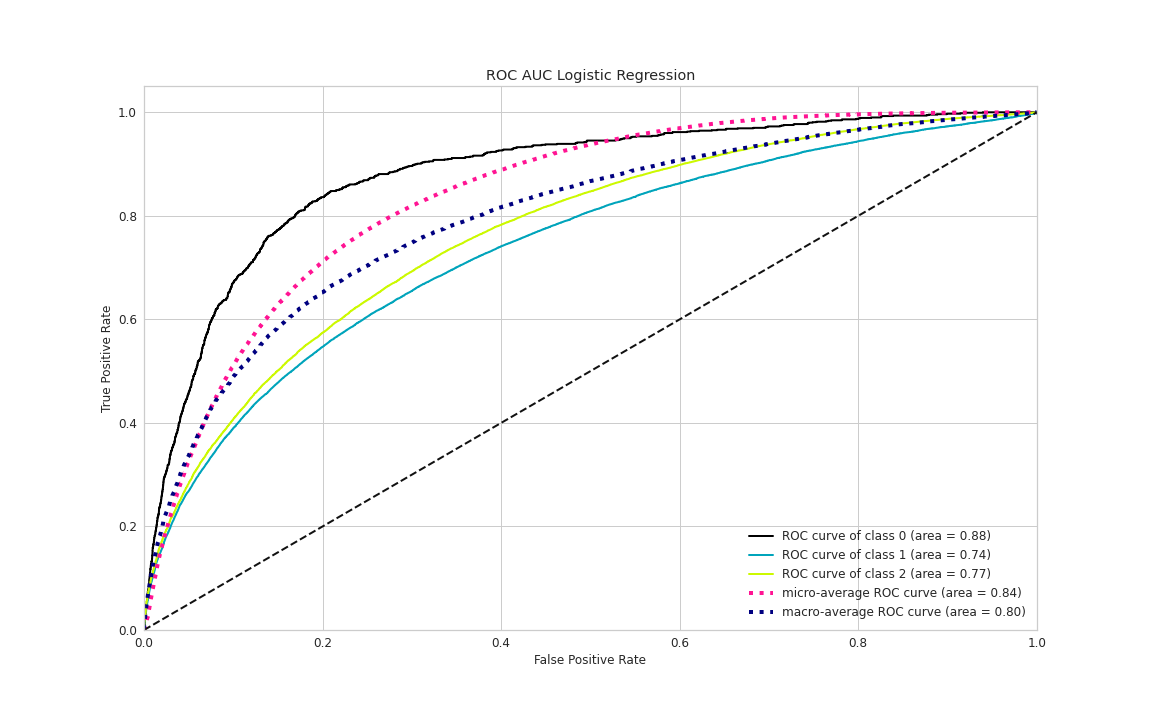 ROC AUC Logistic Regression
1.0
0.8
0.6
0.4
0.2
0.0
True Positive Rate
ROC curve of class 0 (area = 0.88)
ROC curve of class 1 (area = 0.74)
ROC curve of class 2 (area = 0.77)
micro-average ROC curve (area = 0.84)
macro-average ROC curve (area = 0.80)
0.0 0.2 0.4 0.6 0.8 1.0
False Positive Rate